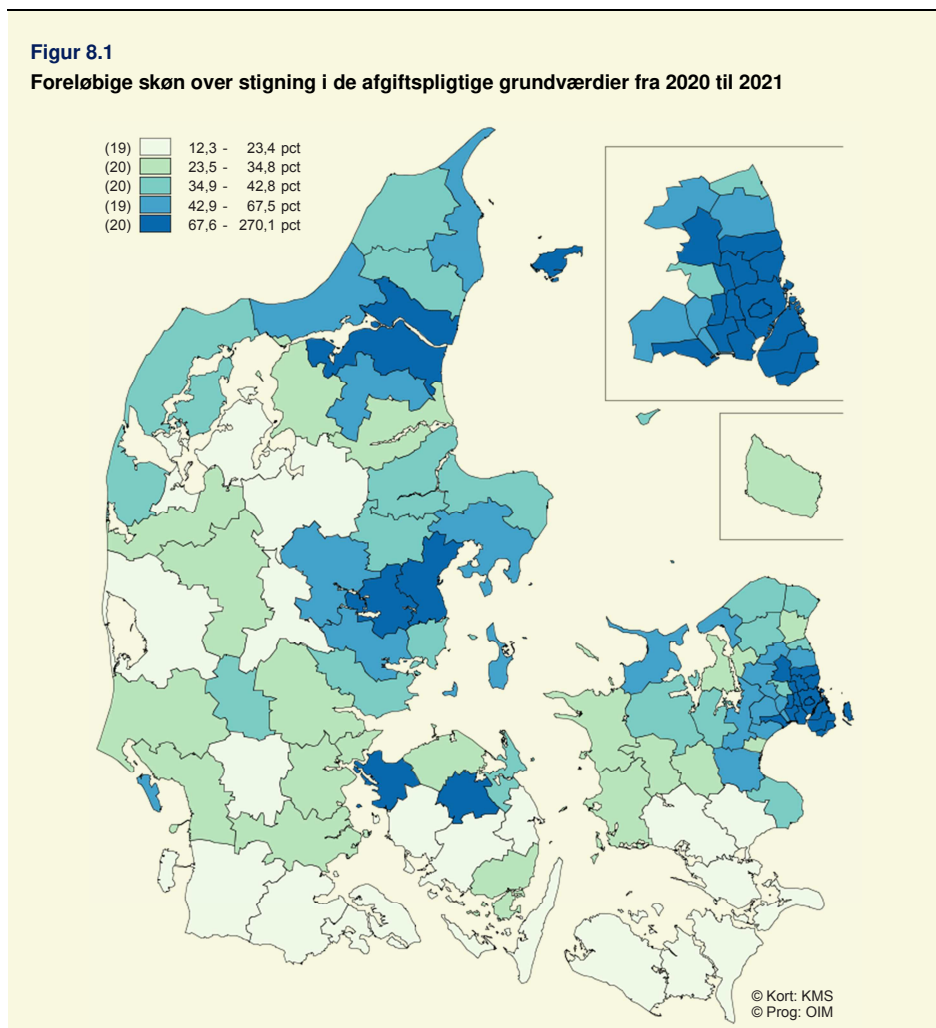 Figur 8.1
Foreløbige skøn over stigning i de afgiftspligtige grundværdier fra 2020 til 2021
(19) 12,3 - 23,4 pct
(20) 23,5 - 34,8 pct
(20) 34,9 - 42,8 pct
(19) 42,9 - 67,5 pct
(20) 67,6 - 270,1 pct
© Kort: KMS
© Prog: OIM